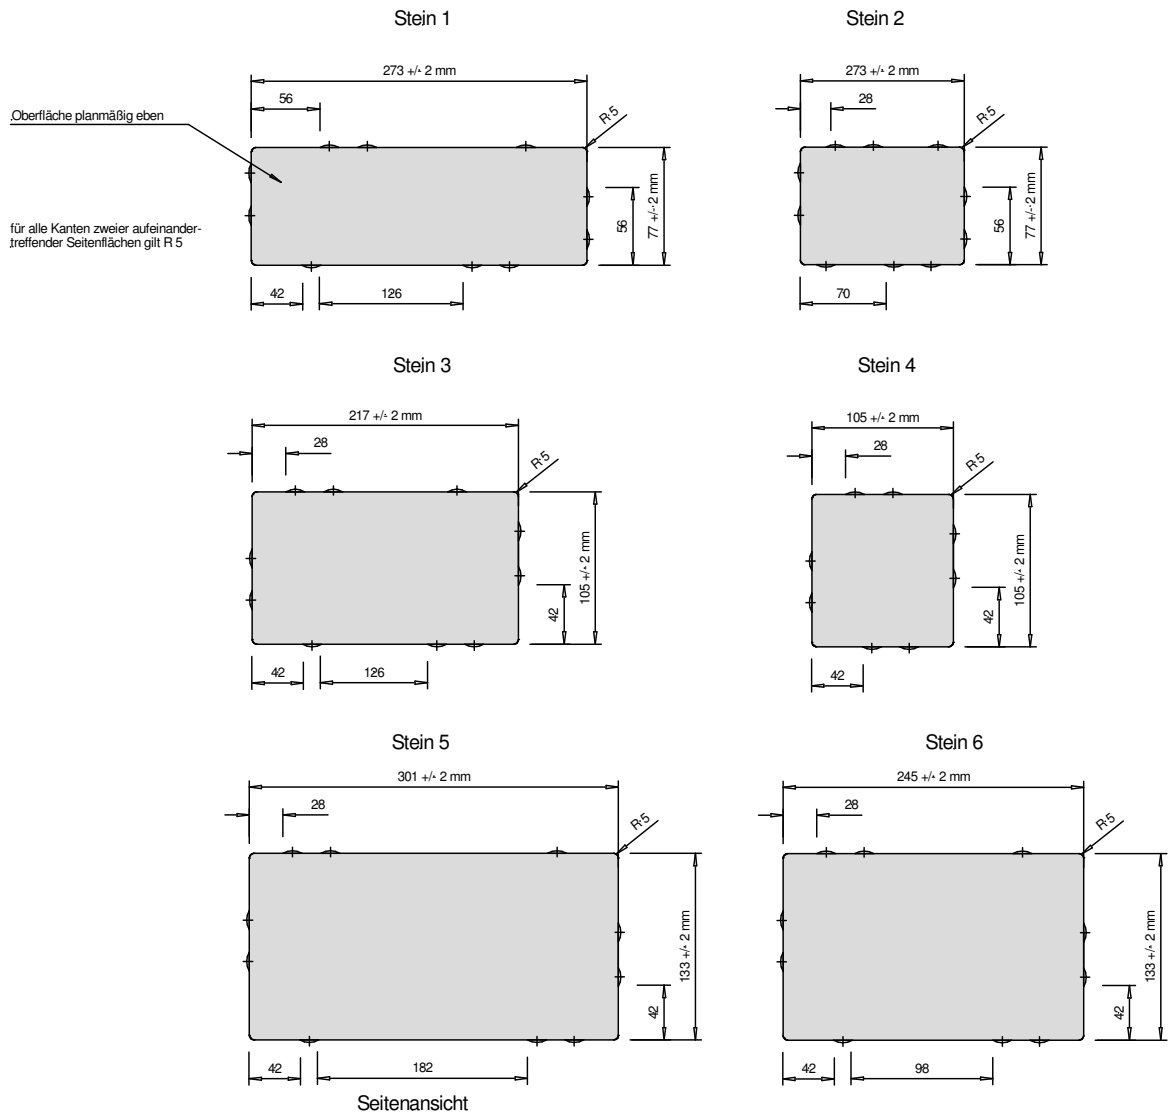 Stein 1
Stein 2
273 +/- 2 mm
273 +/- 2 mm
56
28
Oberfläche planmäßig eben
R 5
R 5
für alle Kanten zweier aufeinander-
treffender Seitenflächen gilt R 5
56
77 +/- 2 mm
56
77 +/- 2 mm
42
126
70
Stein 3
Stein 4
217 +/- 2 mm
105 +/- 2 mm
28
28
R 5
R 5
42
105 +/- 2 mm
42
105 +/- 2 mm
42
126
42
Stein 5
Stein 6
301 +/- 2 mm
245 +/- 2 mm
28
28
R 5
R 5
42
133 +/- 2 mm
42
133 +/- 2 mm
42
182
42
98
Seitenansicht